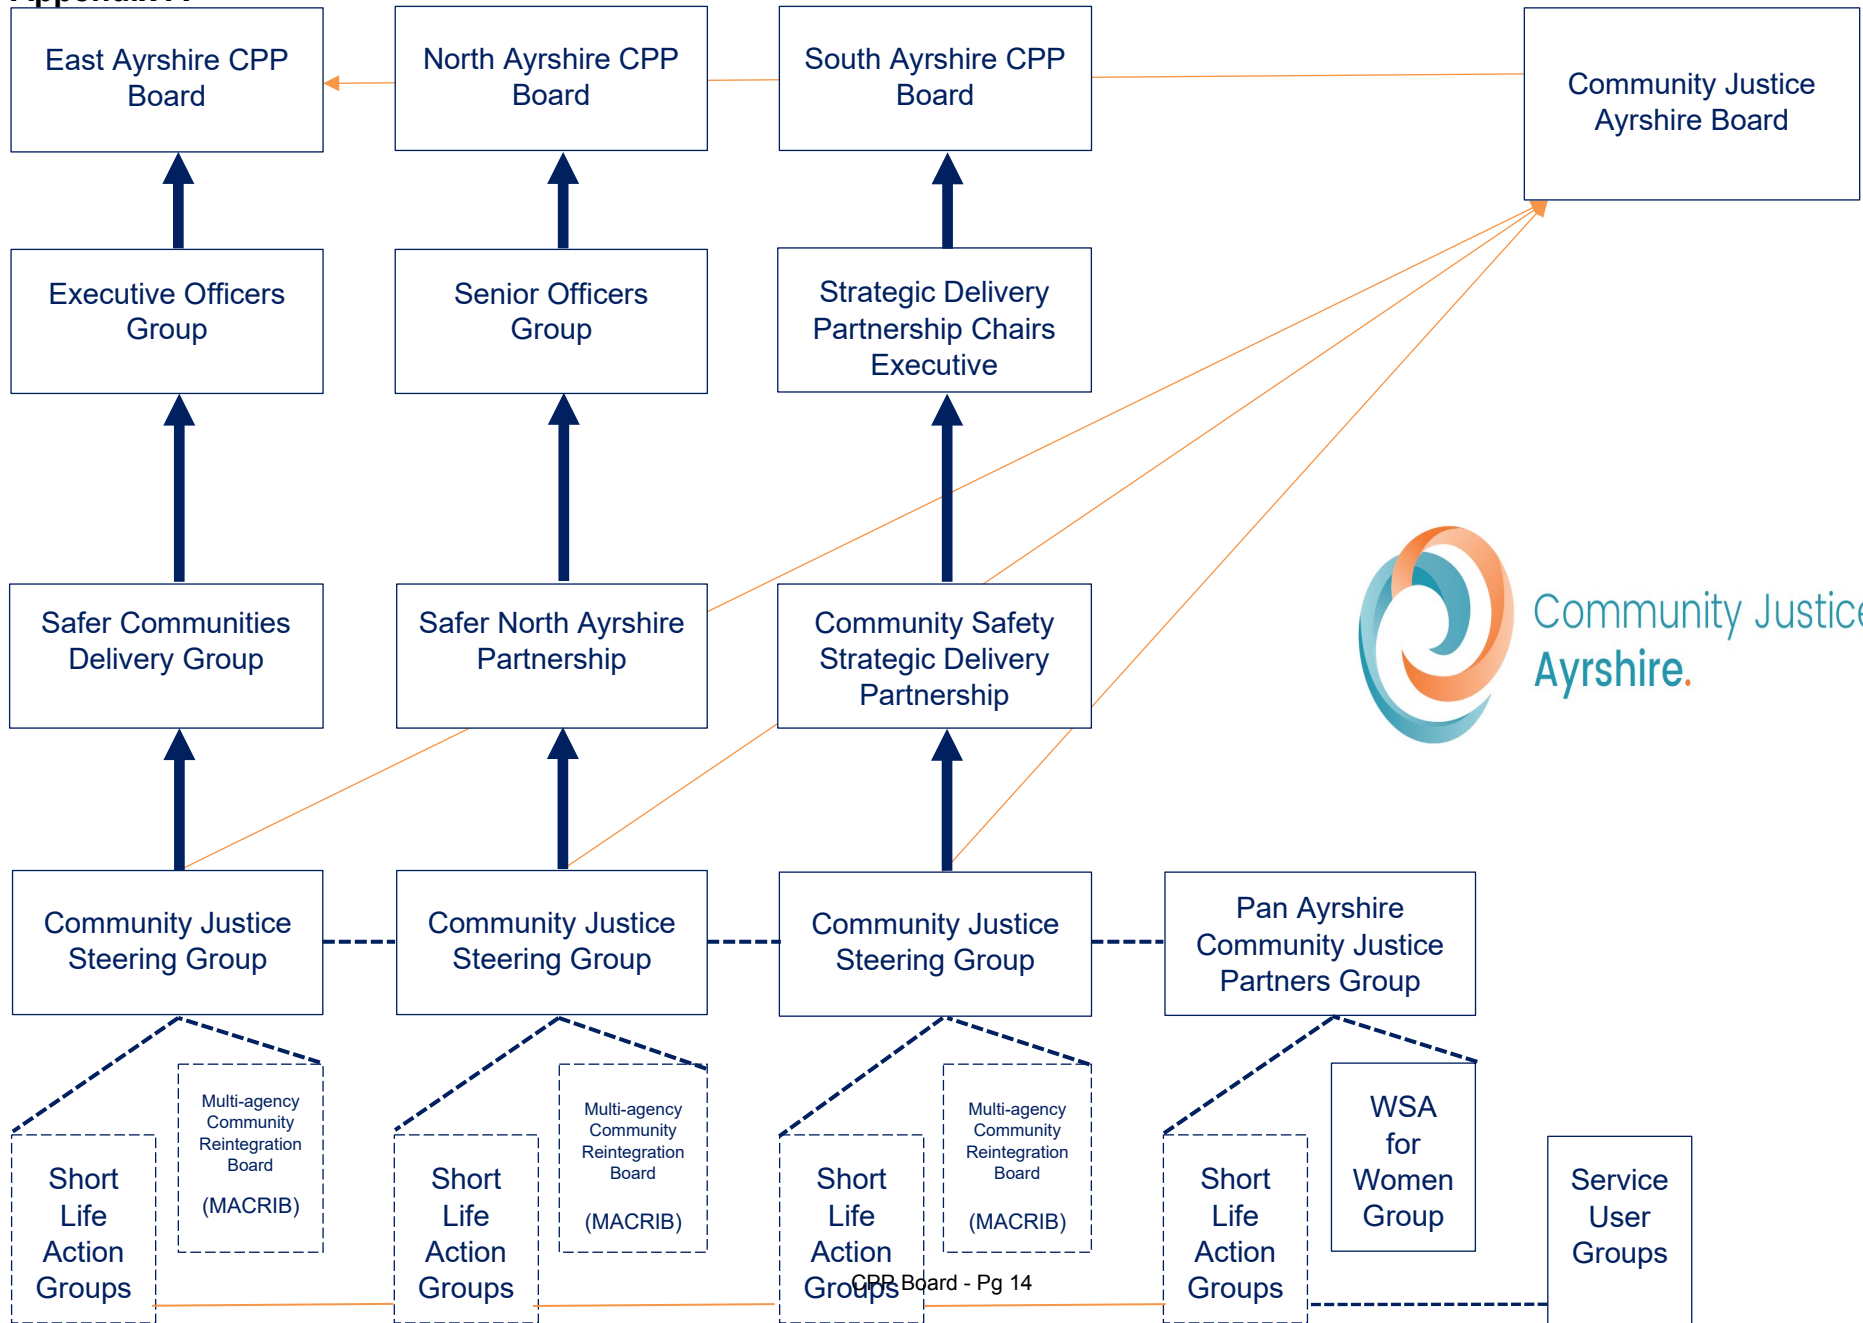 Appendix A
East Ayrshire CPP
Board
North Ayrshire CPP
Board
South Ayrshire CPP
Board
Community Justice
Ayrshire Board
Executive Officers
Group
Senior Officers
Group
Strategic Delivery
Partnership Chairs
Executive
Safer Communities
Delivery Group
Safer North Ayrshire
Partnership
Community Safety
Strategic Delivery
Partnership
Community Justice
Ayrshire.
Community Justice
Steering Group
Community Justice
Steering Group
Community Justice
Steering Group
Pan Ayrshire
Community Justice
Partners Group
Short
Life
Action
Groups
Multi-agency
Community
Reintegration
Board
(MACRIB)
Short
Life
Action
Groups
Multi-agency
Community
Reintegration
Board
(MACRIB)
Short
Life
Action
Groups
Multi-agency
Community
Reintegration
Board
(MACRIB)
Short
Life
Action
Groups
WSA
for
Women
Group
Service
User
Groups
CPP Board - Pg 14